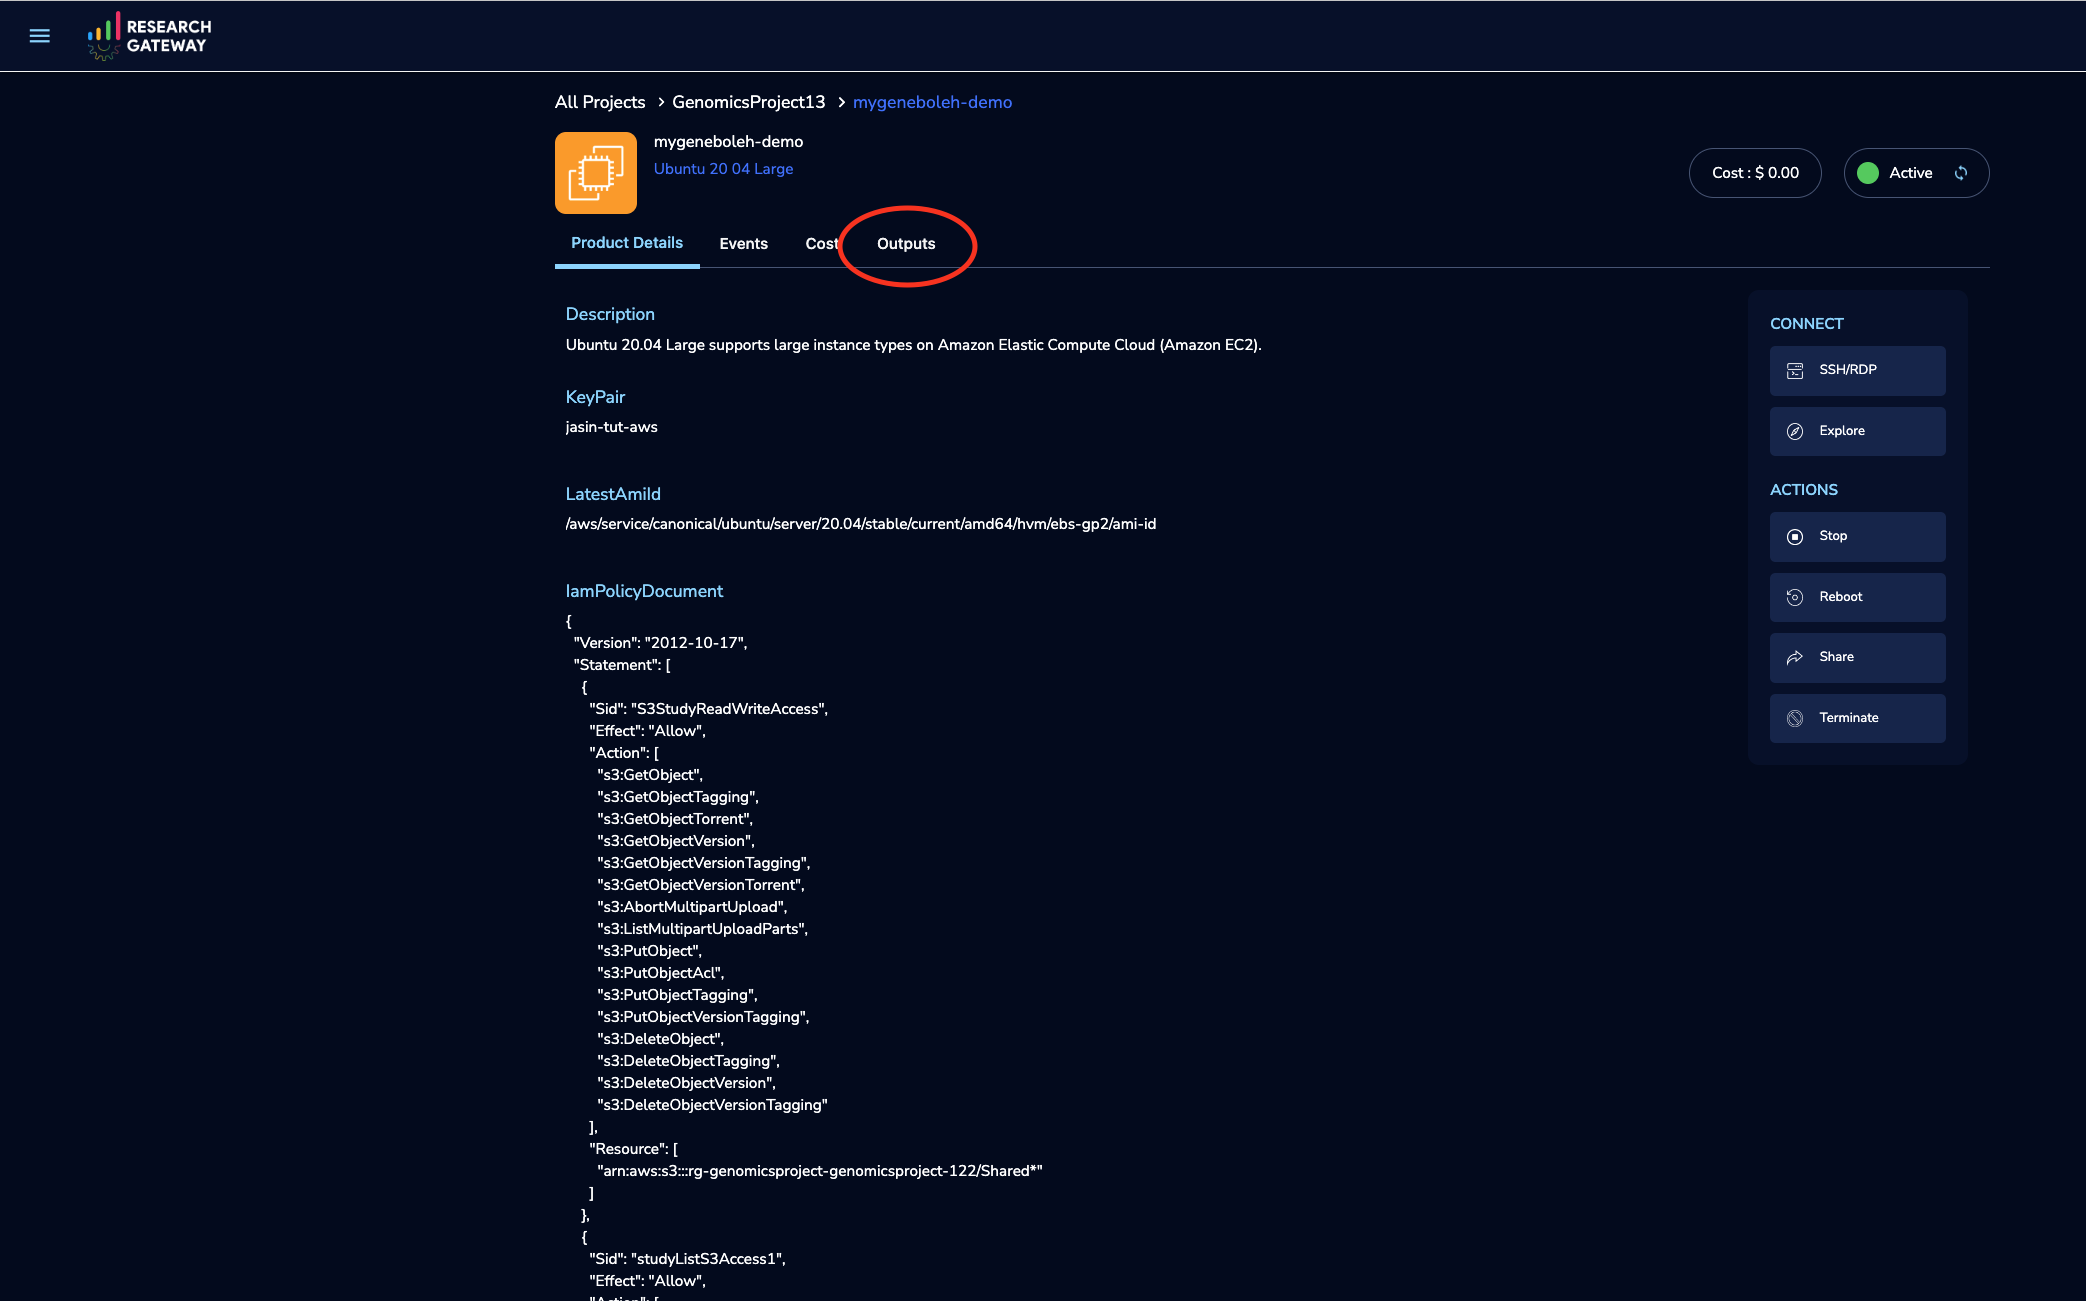 RESEARCH
GATEWAY
All Projects > GenomicsProject13 > mygeneboleh-demo
mygeneboleh-demo
Ubuntu 20 04 Large
Cost : $ 0.00
Active
Product Details
Events
Cost
Outputs
Description
Ubuntu 20.04 Large supports large instance types on Amazon Elastic Compute Cloud (Amazon EC2).
KeyPair
jasin-tut-aws
LatestAmiId
/aws/service/canonical/ubuntu/server/20.04/stable/current/amd64/hvm/ebs-gp2/ami-id
IamPolicyDocument
{
"Version": "2012-10-17",
"Statement": [
{
"Sid": "S3StudyReadWriteAccess",
"Effect": "Allow",
"Action": [
"s3:GetObject",
"s3:GetObjectTagging",
"s3:GetObjectTorrent",
"s3:GetObjectVersion",
"s3:GetObjectVersionTagging",
"s3:GetObjectVersionTorrent",
"s3:AbortMultipartUpload",
"s3:ListMultipartUploadParts",
"s3:PutObject",
"s3:PutObjectAcl",
"s3:PutObjectTagging",
"s3:PutObjectVersionTagging",
"s3:DeleteObject",
"s3:DeleteObjectTagging",
"s3:DeleteObjectVersion",
"s3:DeleteObjectVersionTagging"
],
"Resource": [
"arn:aws:s3:::rg-genomicsproject-genomicsproject-122/Shared*"
]
},
{
"Sid": "studyListS3Access1",
"Effect": "Allow",
"Action": [
CONNECT
SSH/RDP
Explore
ACTIONS
Stop
Reboot
Share
Terminate